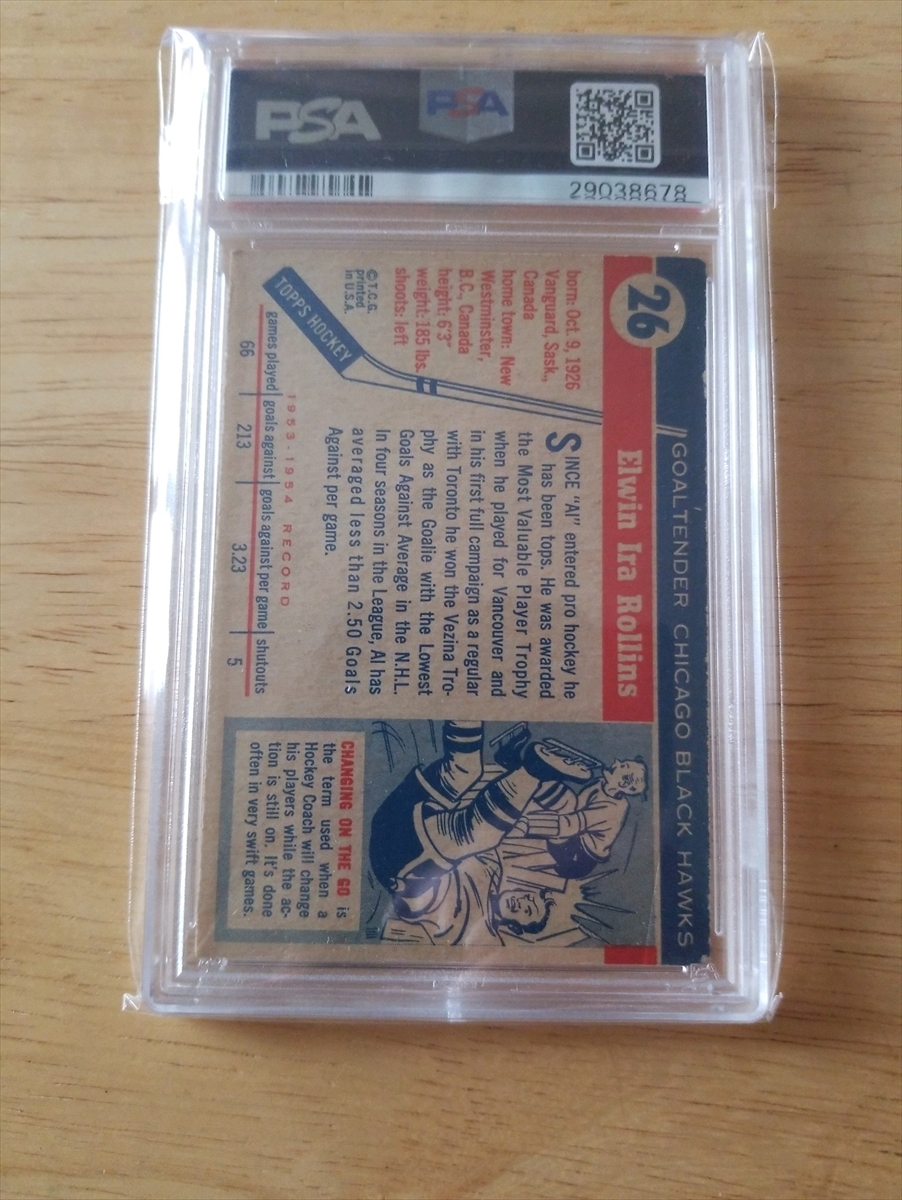 PSA
PSA
29038678
26
GOALTENDER CHICAGO BLACK HAWKS
Elwin Ira Rollins
born: Oct. 9, 1926
Vanguard, Sask.,
Canada
home town: New
Westminster,
B.C., Canada
height: 6'3"
weight: 185 lbs.
shoots: left
©T.C.G.
printed
in U.S.A.
TOPPS HOCKEY
SINCE "Al" entered pro hockey he
has been tops. He was awarded
the Most Valuable Player Trophy
when he played for Vancouver and
in his first full campaign as a regular
with Toronto he won the Vezina Tro-
phy as the Goalie with the Lowest
Goals Against Average in the N.H.L.
In four seasons in the League, Al has
averaged less than 2.50 Goals
Against per game.
1953-1954 RECORD
games played goals against goals against per game shutouts
66 213 3.23 5
CHANGING ON THE GO is
the term used when a
Hockey Coach will change
his players while the ac-
tion is still on. It's done
often in very swift games.